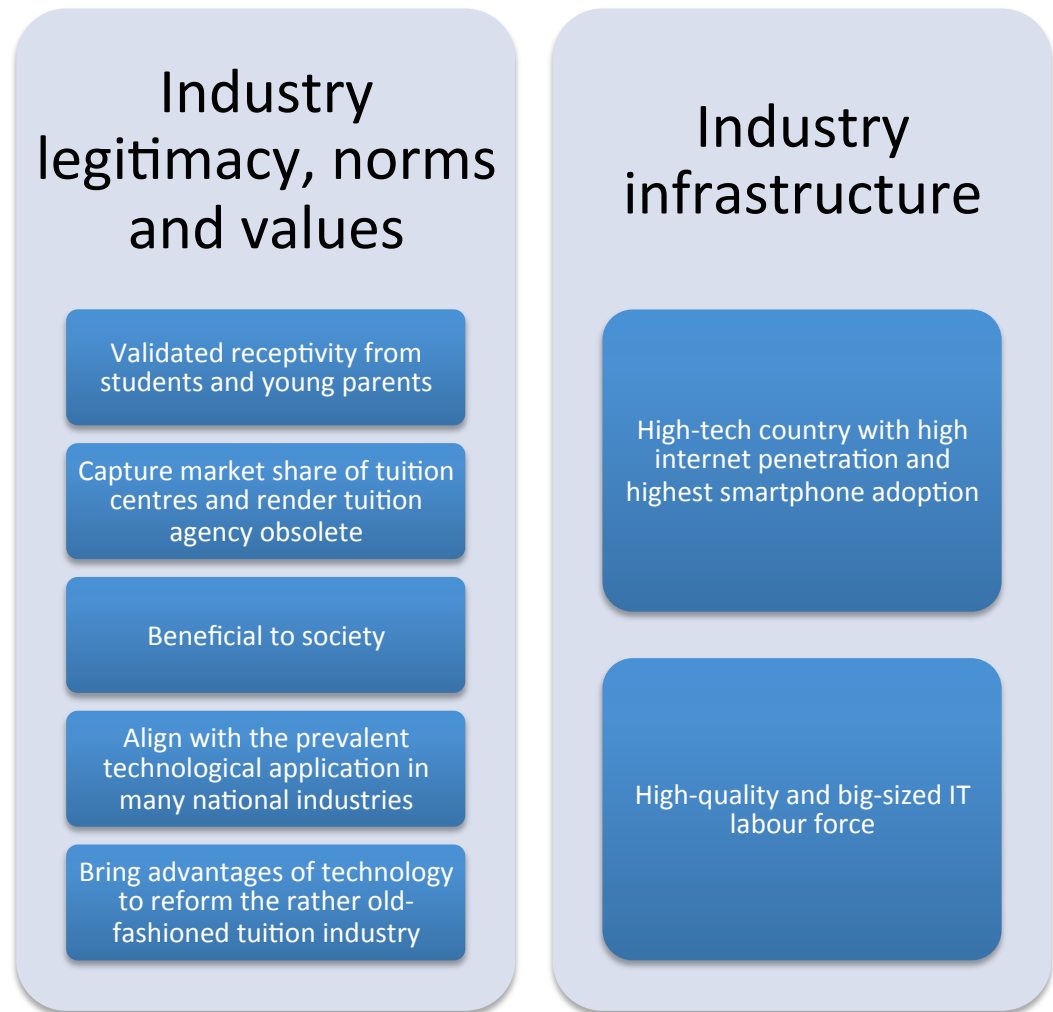 Industry
legitimacy, norms
and values
Validated receptivity from
students and young parents
Capture market share of tuition
centres and render tuition
agency obsolete
Beneficial to society
Align with the prevalent
technological application in
many national industries
Bring advantages of technology
to reform the rather old-
fashioned tuition industry
Industry
infrastructure
High-tech country with high
internet penetration and
highest smartphone adoption
High-quality and big-sized IT
labour force